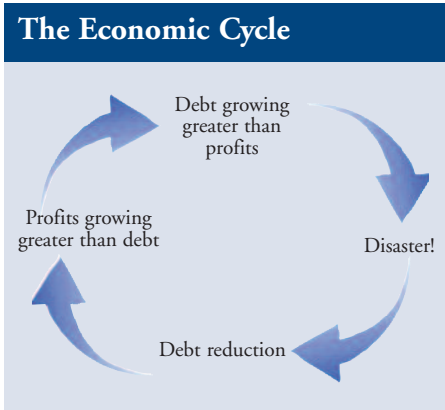 The Economic Cycle
Debt growing
greater than
profits
Disaster!
Debt reduction
Profits growing
greater than debt